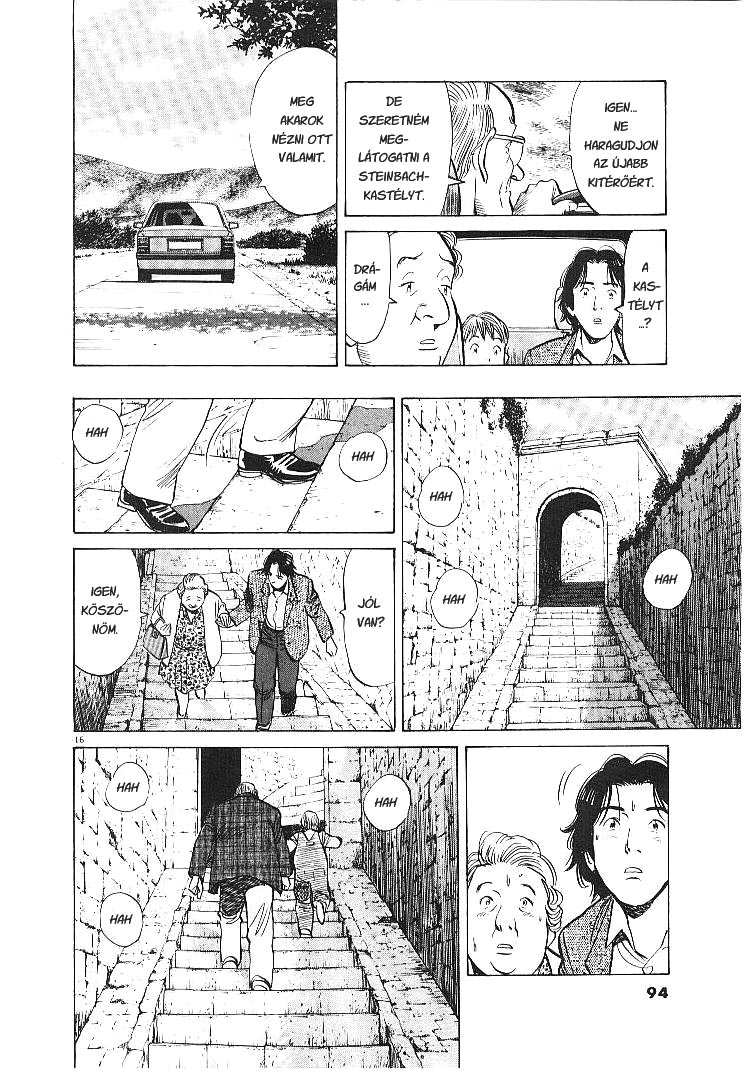 IGEN...
NE
HARAGUDJON
AZ ÚJABB
KITÉRŐÉRT.
DE
SZERETNÉM
MEG-
LÁTOGATNI A
STEINBACH-
KASTÉLYT.
MEG
AKAROK
NÉZNI OTT
VALAMIT.
A
KAS-
TÉLYT
...?
DRÁ-
GÁM
...
HAH
HAH
HAH
HAH
HAH
HAH
JÓL
VAN?
IGEN,
KÖSZÖ-
NÖM.
16
HAH
HAH
HAH
94